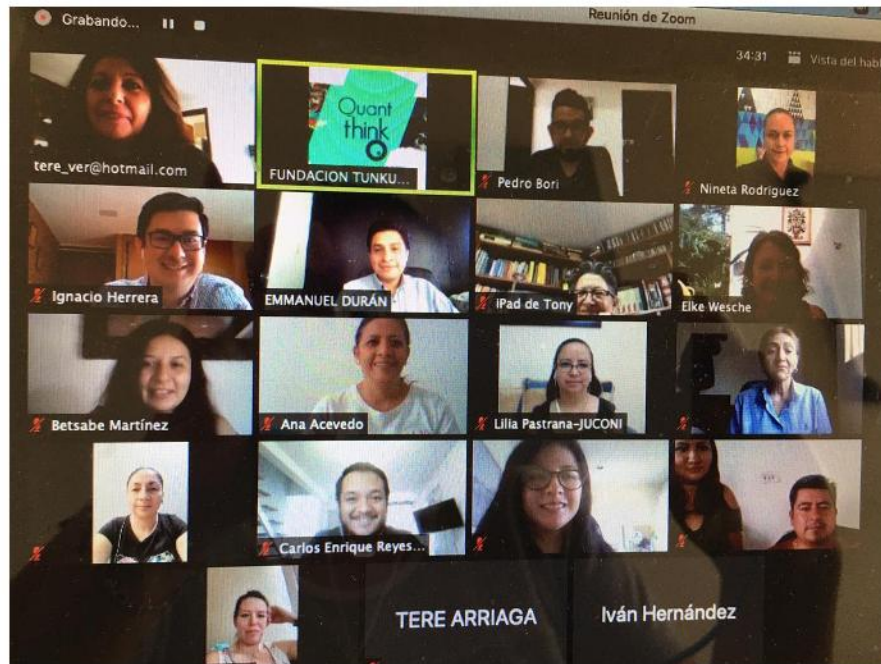 Grabando...
Reunión de Zoom
34:31
Vista del habl
tere_ver@hotmail.com
Quant
think
FUNDACION TUNKU...
Pedro Bori
Nineta Rodriguez
Ignacio Herrera
EMMANUEL DURÁN
iPad de Tony
Elke Wesche
Betsabe Martínez
Ana Acevedo
Lilia Pastrana-JUCONI
Carlos Enrique Reyes...
TERE ARRIAGA
Iván Hernández